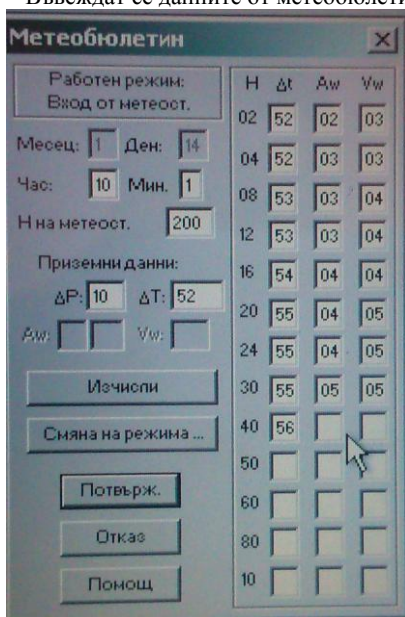 Въвеждат се данните от метеобюлети
Метеобюлетин
Работен режим:
Вход от метеост.
Месец: 1 Ден: 14
Час: 10 Мин. 1
Н на метеост. 200
Приземни данни:
ΔP: 10 ΔT: 52
Aw: Vw:
Изчисли
Смяна на режима ...
Потвърж.
Отказ
Помощ
H Δt Aw Vw
02 52 02 03
04 52 03 03
08 53 03 04
12 53 03 04
16 54 04 04
20 55 04 05
24 55 04 05
30 55 05 05
40 56
50
60
80
10